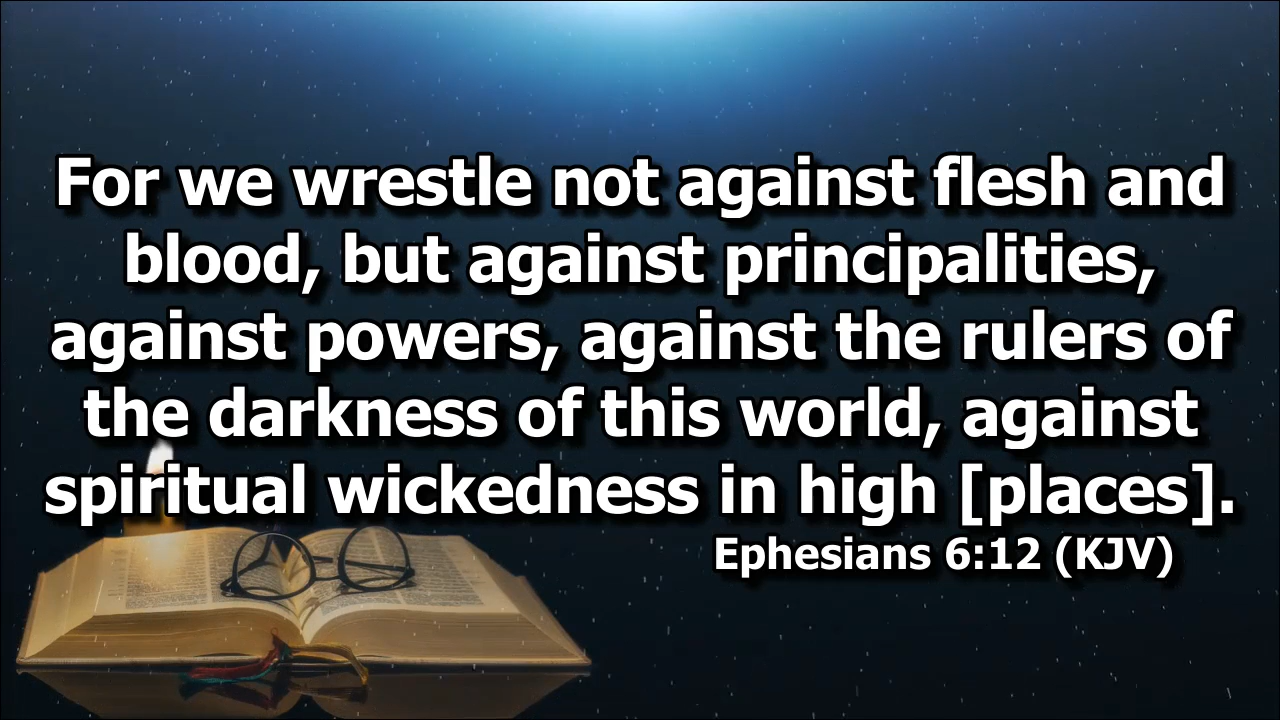 For we wrestle not against flesh and
blood, but against principalities,
against powers, against the rulers of
the darkness of this world, against
spiritual wickedness in high [places].
Ephesians 6:12 (KJV)